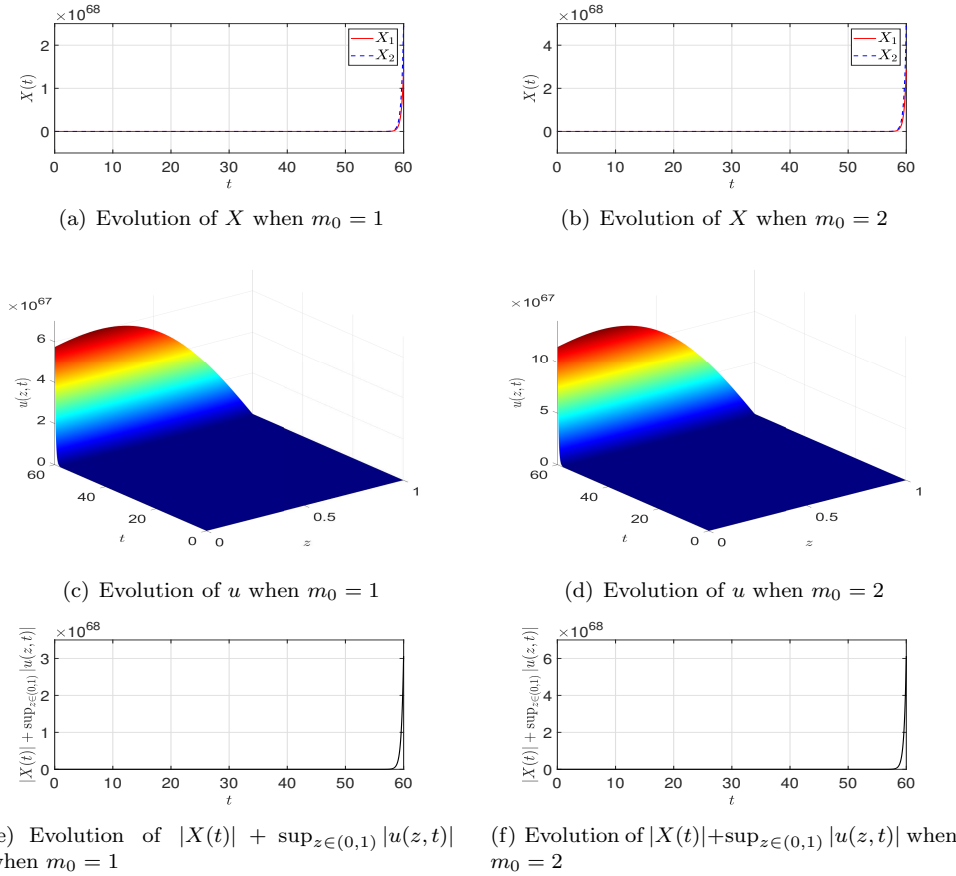 ×10^68
2
1
0
X(t)
X_1
X_2
0 10 20 30 40 50 60
t
(a) Evolution of X when m_0 = 1
×10^68
4
2
0
X(t)
X_1
X_2
0 10 20 30 40 50 60
t
(b) Evolution of X when m_0 = 2
×10^67
6
4
2
0
u(z,t)
60
40
20
0
t
0
0.5
1
z
(c) Evolution of u when m_0 = 1
×10^67
10
5
0
u(z,t)
60
40
20
0
t
0
0.5
1
z
(d) Evolution of u when m_0 = 2
×10^68
3
2
1
0
|X(t)| + sup_{z∈(0,1)} |u(z,t)|
0 10 20 30 40 50 60
t
e) Evolution of |X(t)| + sup_{z∈(0,1)} |u(z,t)|
when m_0 = 1
×10^68
6
4
2
0
|X(t)| + sup_{z∈(0,1)} |u(z,t)|
0 10 20 30 40 50 60
t
(f) Evolution of |X(t)|+sup_{z∈(0,1)} |u(z,t)| when
m_0 = 2